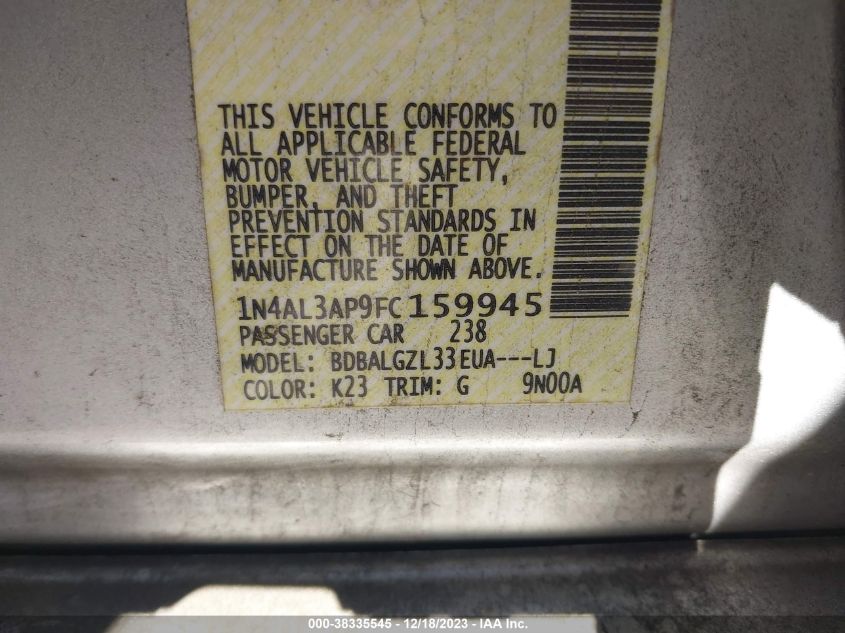 THIS VEHICLE CONFORMS TO
ALL APPLICABLE FEDERAL
MOTOR VEHICLE SAFETY,
BUMPER, AND THEFT
PREVENTION STANDARDS IN
EFFECT ON THE DATE OF
MANUFACTURE SHOWN ABOVE.
1N4AL3AP9FC159945
PASSENGER CAR 238
MODEL: BDBALGZL33EUA---LJ
COLOR: K23 TRIM: G 9N00A
000-38335545 - 12/18/2023 - IAA Inc.